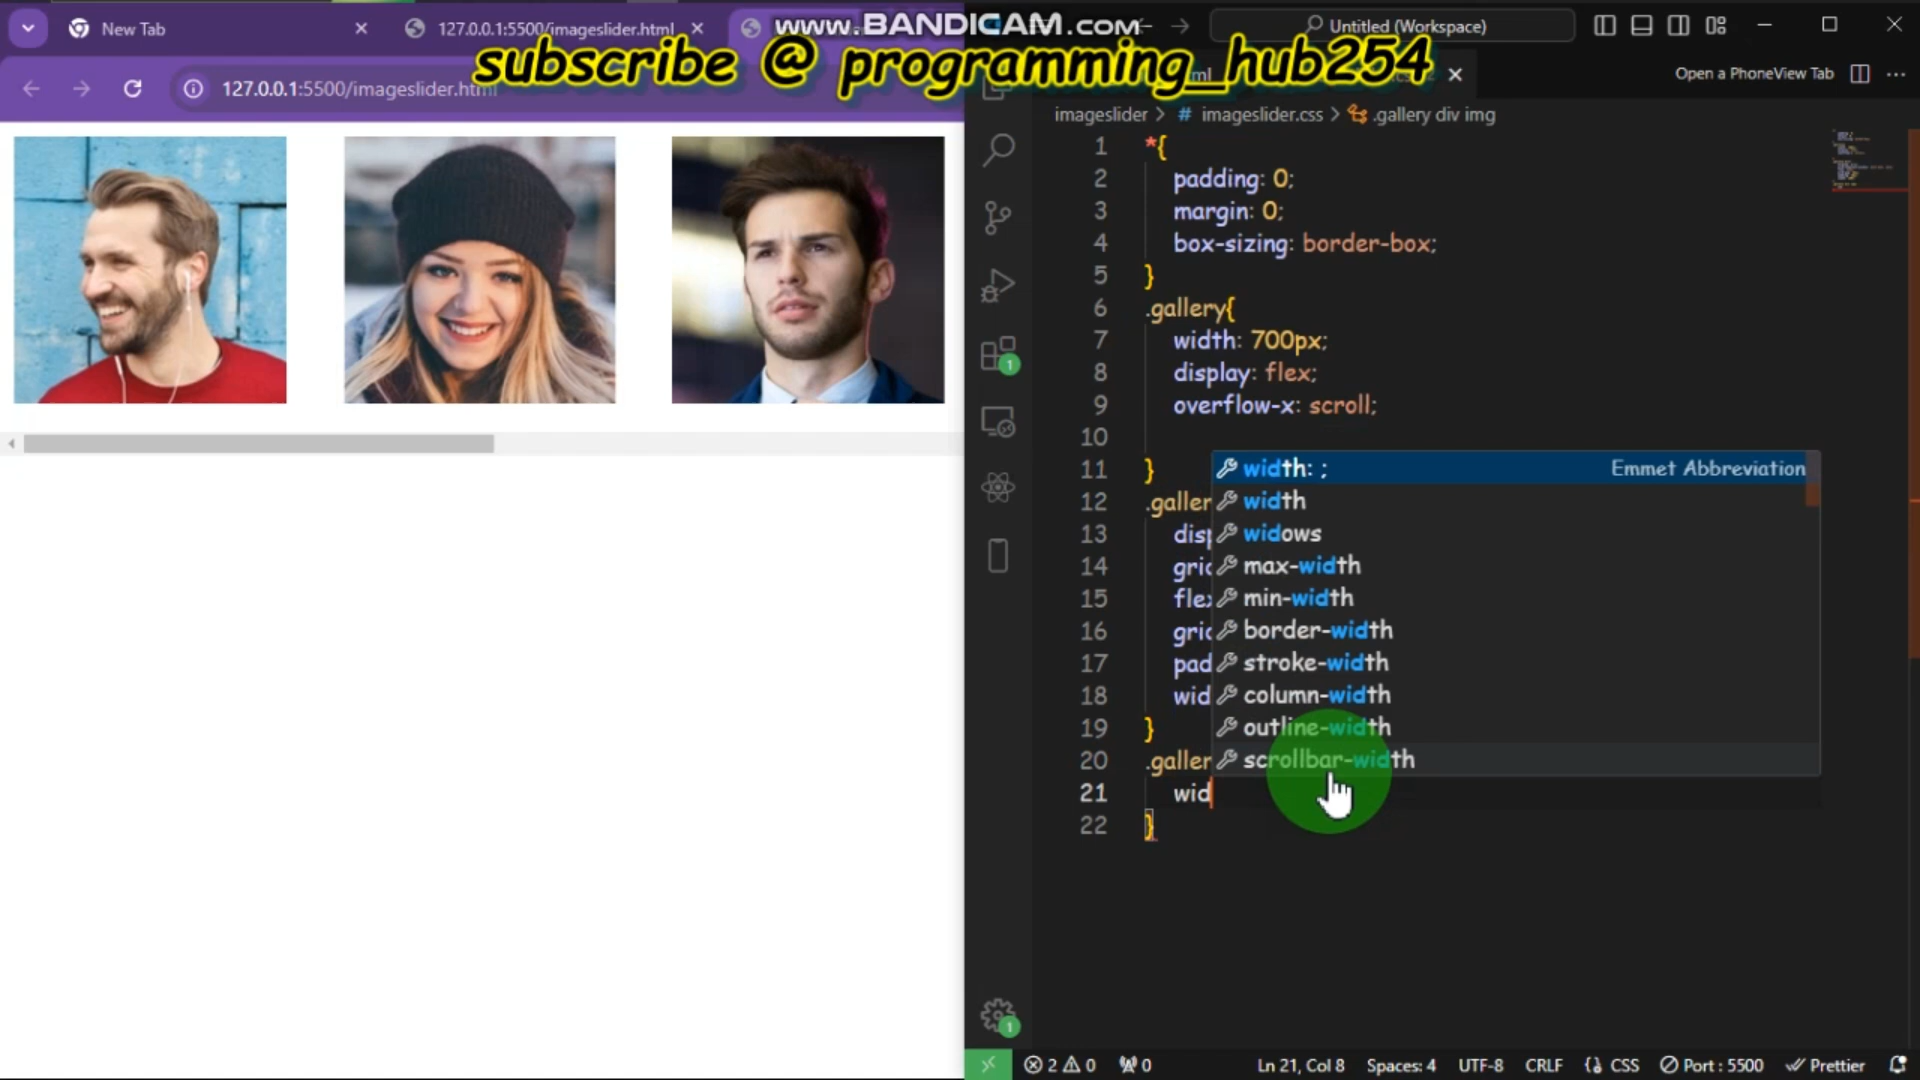 www.BANDICAM.com
subscribe @ programming_hub254
New Tab
127.0.0.1:5500/imageslider.html
127.0.0.1:5500/imageslider.html
Untitled (Workspace)
Open a PhoneView Tab
imageslider > # imageslider.css > .gallery div img
1 *{
2 padding: 0;
3 margin: 0;
4 box-sizing: border-box;
5 }
6 .gallery{
7 width: 700px;
8 display: flex;
9 overflow-x: scroll;
10
11 }
12 .galler
13 disp
14 gric
15 flex
16 gric
17 pad
18 wid
19 }
20 .galler
21 wid
22 }
width: ; Emmet Abbreviation
width
widows
max-width
min-width
border-width
stroke-width
column-width
outline-width
scrollbar-width
1
1
2 0 0 Ln 21, Col 8 Spaces: 4 UTF-8 CRLF {} CSS Port : 5500 Prettier